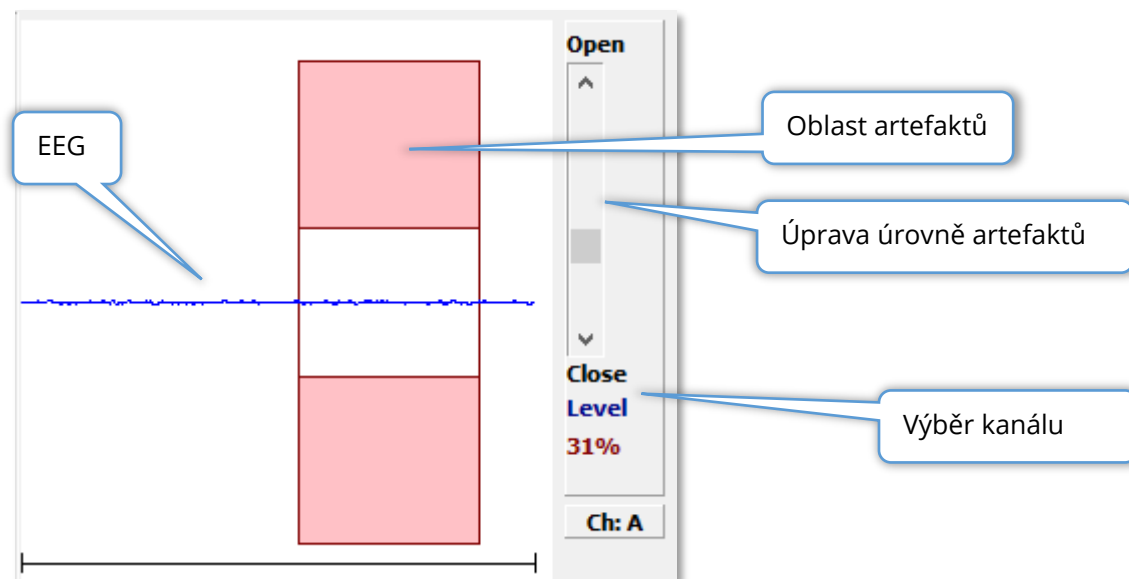 Open
EEG
Oblast artefaktů
Úprava úrovně artefaktů
Close
Level
31%
Výběr kanálu
Ch: A